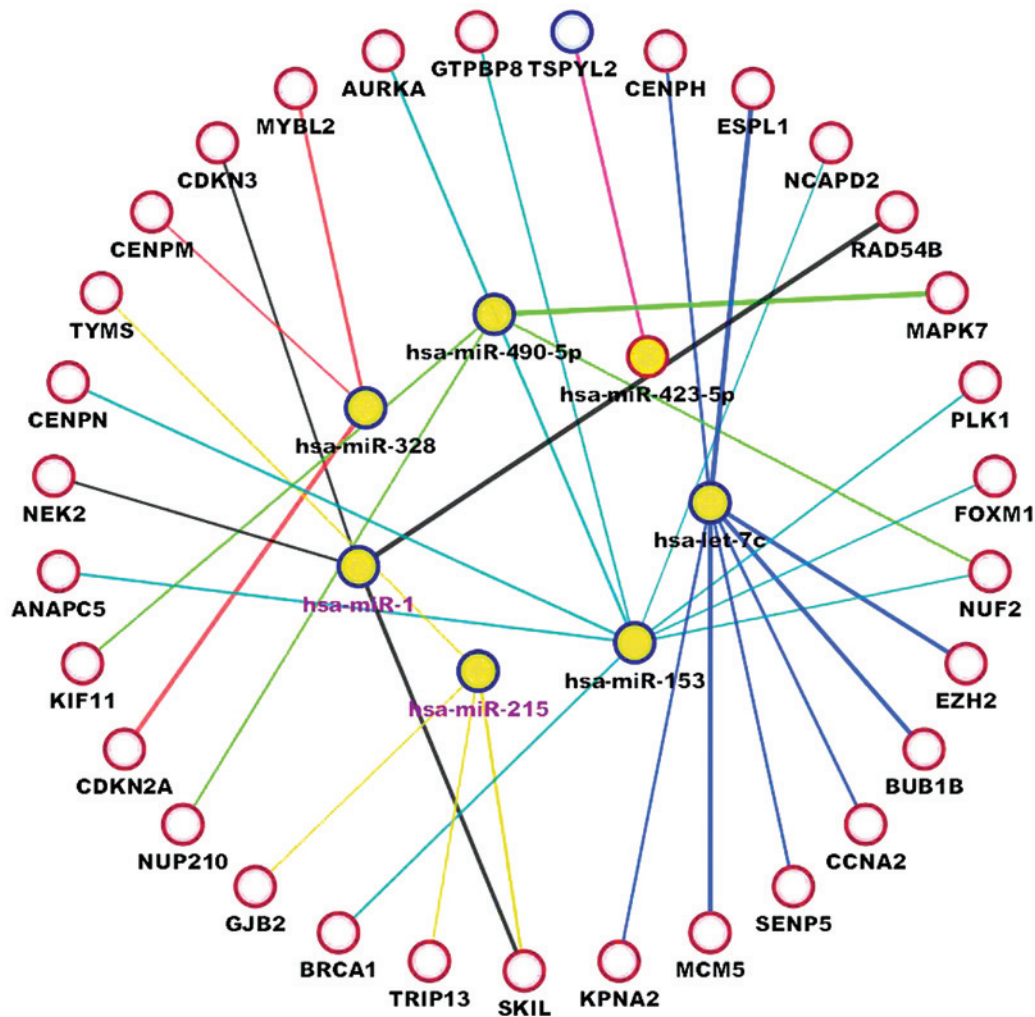 GTPBP8
TSPYL2
AURKA
CENPH
MYBL2
ESPL1
CDKN3
NCAPD2
CENPM
RAD54B
TYMS
MAPK7
hsa-miR-490-5p
hsa-miR-423-5p
CENPN
PLK1
hsa-miR-328
NEK2
FOXM1
hsa-let-7c
ANAPC5
hsa-miR-1
NUF2
KIF11
hsa-miR-153
EZH2
hsa-miR-215
CDKN2A
BUB1B
NUP210
CCNA2
GJB2
SENP5
BRCA1
MCM5
TRIP13
KPNA2
SKIL